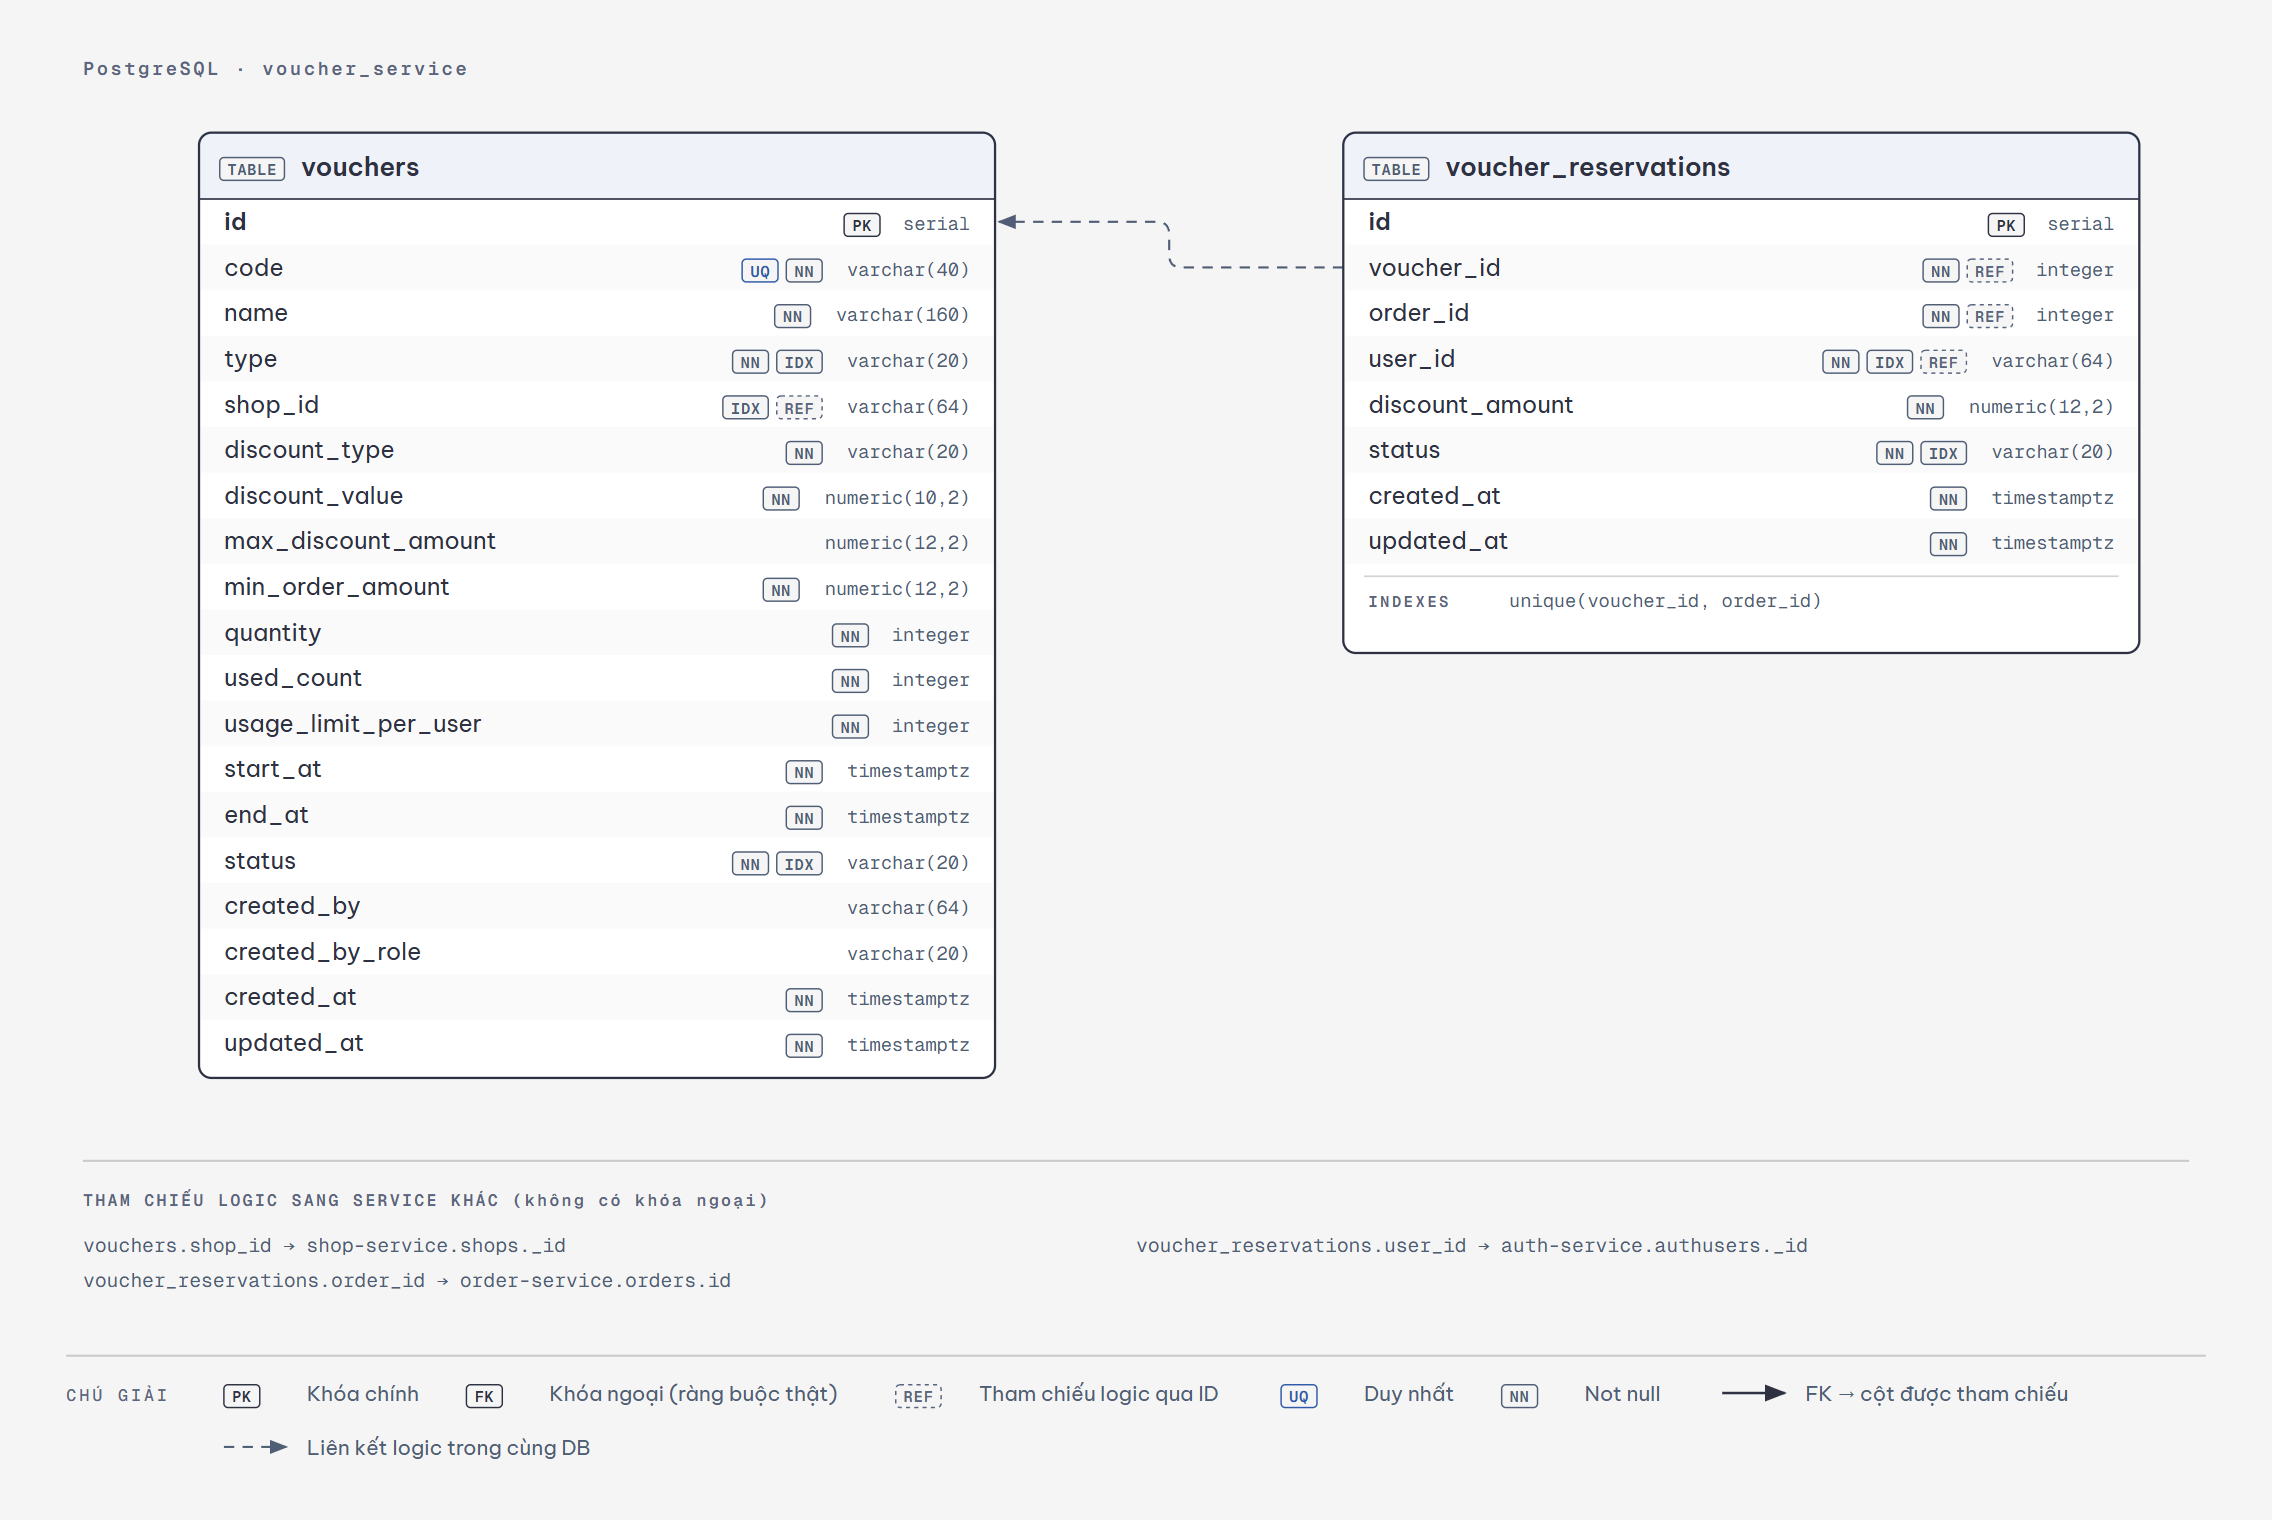 PostgreSQL · voucher_service
TABLE vouchers
id PK serial
code UQ NN varchar(40)
name NN varchar(160)
type NN IDX varchar(20)
shop_id IDX REF varchar(64)
discount_type NN varchar(20)
discount_value NN numeric(10,2)
max_discount_amount numeric(12,2)
min_order_amount NN numeric(12,2)
quantity NN integer
used_count NN integer
usage_limit_per_user NN integer
start_at NN timestamptz
end_at NN timestamptz
status NN IDX varchar(20)
created_by varchar(64)
created_by_role varchar(20)
created_at NN timestamptz
updated_at NN timestamptz
TABLE voucher_reservations
id PK serial
voucher_id NN REF integer
order_id NN REF integer
user_id NN IDX REF varchar(64)
discount_amount NN numeric(12,2)
status NN IDX varchar(20)
created_at NN timestamptz
updated_at NN timestamptz
INDEXES unique(voucher_id, order_id)
THAM CHIẾU LOGIC SANG SERVICE KHÁC (không có khóa ngoại)
vouchers.shop_id → shop-service.shops._id
voucher_reservations.user_id → auth-service.authusers._id
voucher_reservations.order_id → order-service.orders.id
CHÚ GIẢI PK Khóa chính FK Khóa ngoại (ràng buộc thật) REF Tham chiếu logic qua ID UQ Duy nhất NN Not null FK → cột được tham chiếu
Liên kết logic trong cùng DB